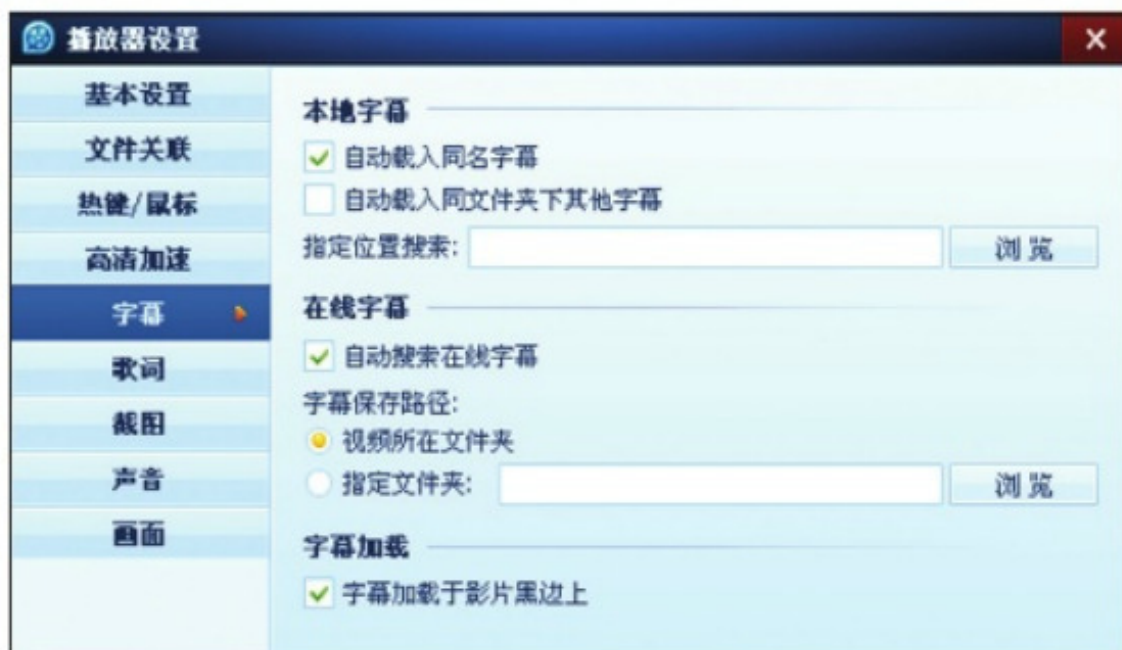 播放器设置
基本设置
文件关联
热键/鼠标
高清加速
字幕
歌词
截图
声音
画面
本地字幕
自动载入同名字幕
自动载入同文件夹下其他字幕
指定位置搜索:
浏览
在线字幕
自动搜索在线字幕
字幕保存路径:
视频所在文件夹
指定文件夹:
浏览
字幕加载
字幕加载于影片黑边上